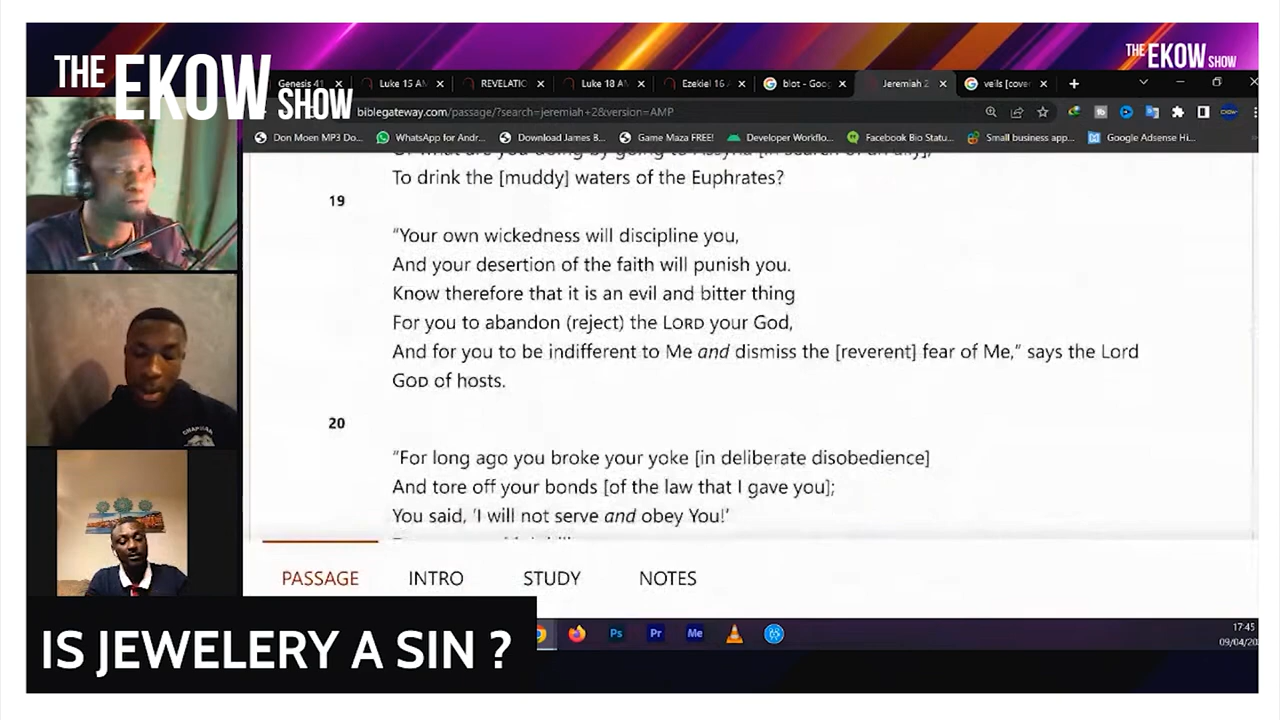 THE EKOW SHOW
THE EKOW SHOW
Genesis 41
Luke 15 AM
REVELATIO
Luke 18 AM
Ezekiel 16
blot - Goog
Jeremiah 2
veils [cover
biblegateway.com/passage/?search=jeremiah+2&version=AMP
Don Moen MP3 Do...
WhatsApp for Andr...
Download James B...
Game Maza FREE!
Developer Workflo...
Facebook Bio Statu...
Small business app...
Google Adsense Hi...
To drink the [muddy] waters of the Euphrates?
19
“Your own wickedness will discipline you,
And your desertion of the faith will punish you.
Know therefore that it is an evil and bitter thing
For you to abandon (reject) the LORD your God,
And for you to be indifferent to Me and dismiss the [reverent] fear of Me,” says the Lord
GOD of hosts.
20
“For long ago you broke your yoke [in deliberate disobedience]
And tore off your bonds [of the law that I gave you];
You said, ‘I will not serve and obey You!’
PASSAGE INTRO STUDY NOTES
Ps Pr Me
17:45
09/04/20
IS JEWELERY A SIN ?